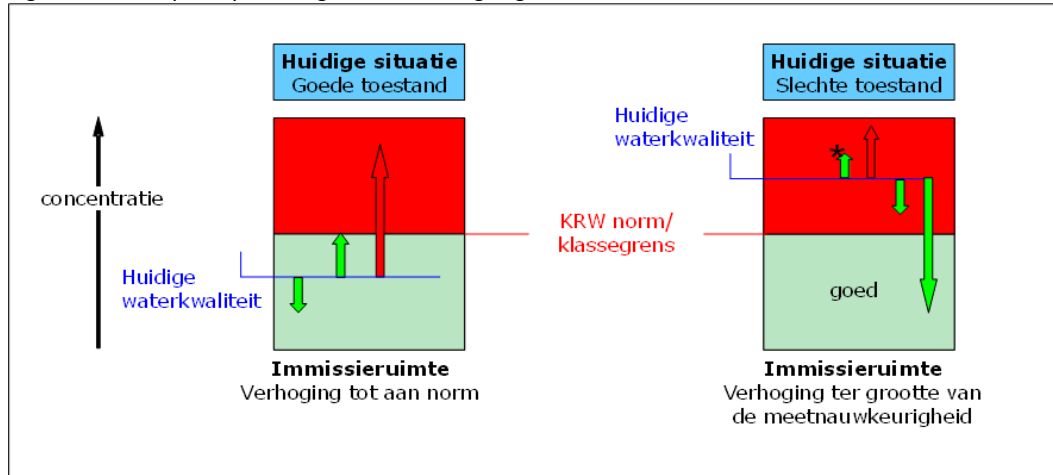 Huidige situatie
Goede toestand
Huidige situatie
Slechte toestand
Huidige
waterkwaliteit
*
concentratie
KRW norm/
klassegrens
Huidige
waterkwaliteit
goed
Immissieruimte
Verhoging tot aan norm
Immissieruimte
Verhoging ter grootte van
de meetnauwkeurigheid